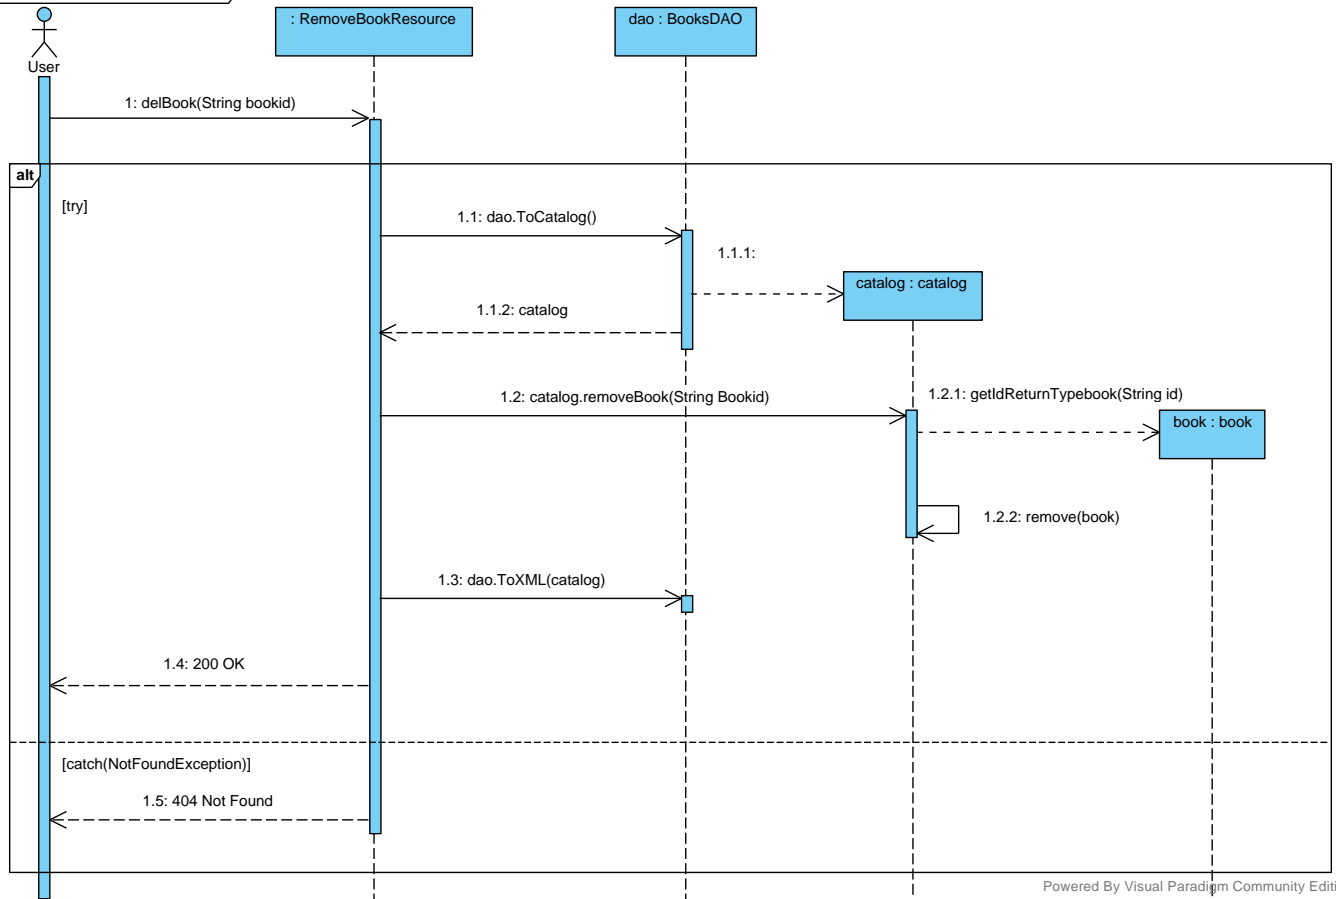 : RemoveBookResource
dao : BooksDAO
User
1: delBook(String bookid)
alt
[try]
1.1: dao.ToCatalog()
1.1.1:
catalog : catalog
1.1.2: catalog
1.2: catalog.removeBook(String Bookid)
1.2.1: getIdReturnTypebook(String id)
book : book
1.2.2: remove(book)
1.3: dao.ToXML(catalog)
1.4: 200 OK
[catch(NotFoundException)]
1.5: 404 Not Found
Powered By Visual Paradigm Community Editi